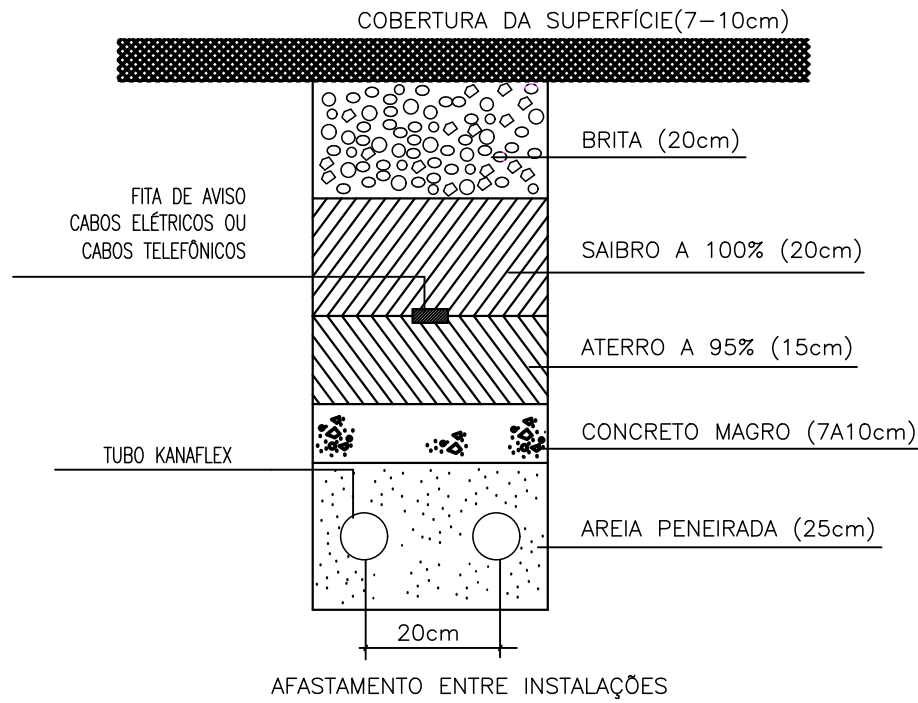 COBERTURA DA SUPERFÍCIE(7-10cm)
BRITA (20cm)
FITA DE AVISO
CABOS ELÉTRICOS OU
CABOS TELEFÔNICOS
SAIBRO A 100% (20cm)
ATERRO A 95% (15cm)
CONCRETO MAGRO (7A10cm)
TUBO KANAFLEX
AREIA PENEIRADA (25cm)
20cm
AFASTAMENTO ENTRE INSTALAÇÕES